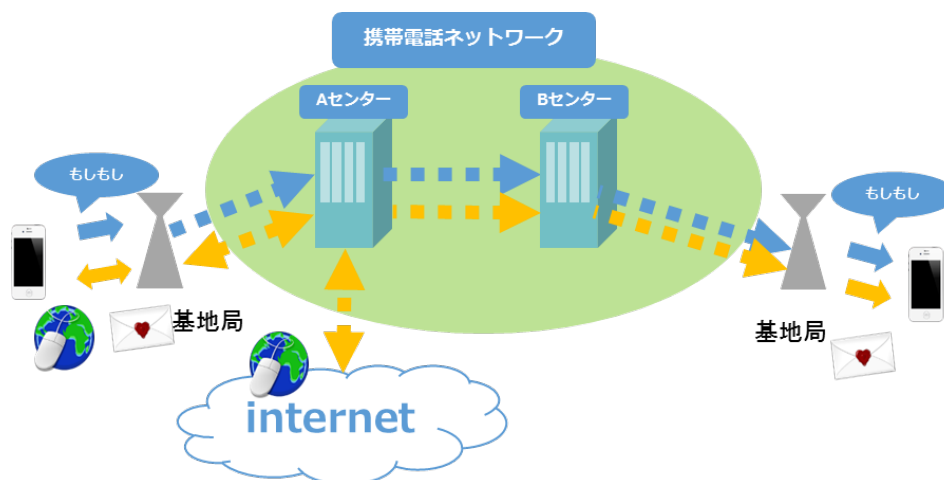 携帯電話ネットワーク
Aセンター
Bセンター
もしもし
もしもし
基地局
基地局
internet